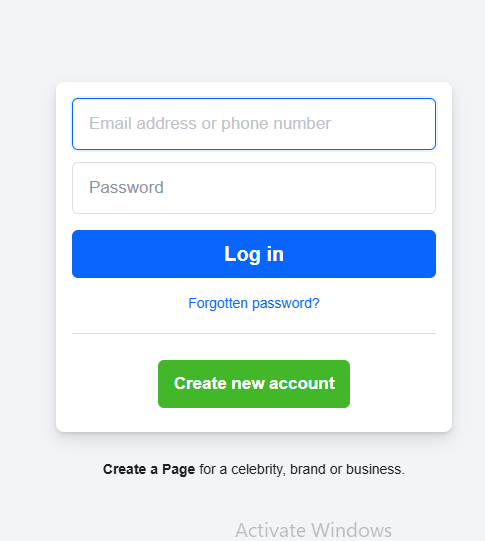 Email address or phone number
Password
Log in
Forgotten password?
Create new account
Create a Page for a celebrity, brand or business.
Activate Windows